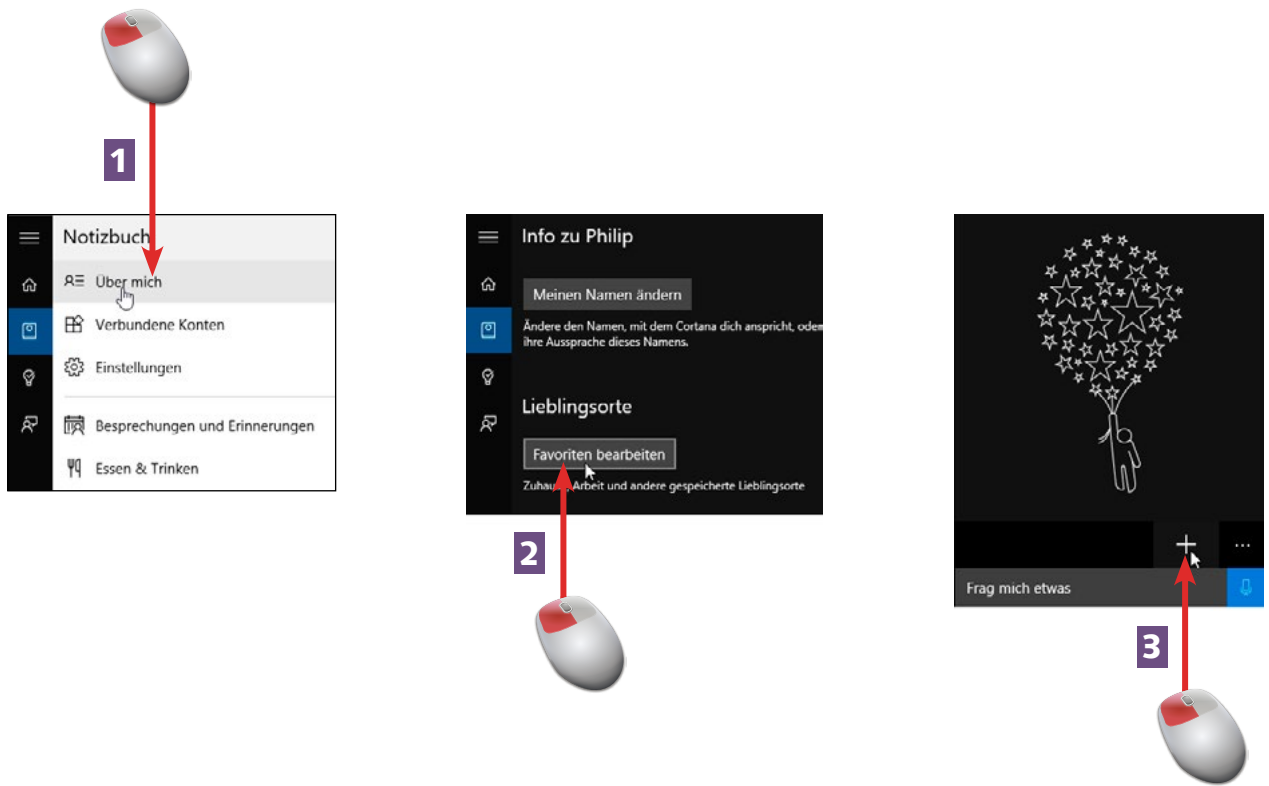 1
Notizbuch
Über mich
Verbundene Konten
Einstellungen
Besprechungen und Erinnerungen
Essen & Trinken
Info zu Philip
Meinen Namen ändern
Ändere den Namen, mit dem Cortana dich anspricht, oder
ihre Aussprache dieses Namens.
Lieblingsorte
Favoriten bearbeiten
Zuhause, Arbeit und andere gespeicherte Lieblingsorte
2
Frag mich etwas
3